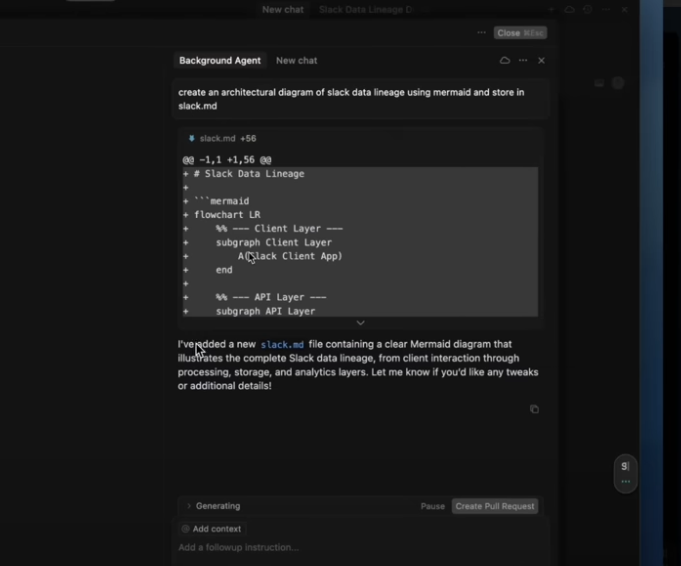 New chat
Slack Data Lineage D
Close ⌘Esc
Background Agent New chat
create an architectural diagram of slack data lineage using mermaid and store in
slack.md
slack.md +56
@@ -1,1 +1,56 @@
+ # Slack Data Lineage
+
+ ```mermaid
+ flowchart LR
+ %% --- Client Layer ---
+ subgraph Client Layer
+ A(Slack Client App)
+ end
+
+ %% --- API Layer ---
+ subgraph API Layer
I've added a new slack.md file containing a clear Mermaid diagram that
illustrates the complete Slack data lineage, from client interaction through
processing, storage, and analytics layers. Let me know if you'd like any tweaks
or additional details!
Generating Pause Create Pull Request
Add context
Add a followup instruction...